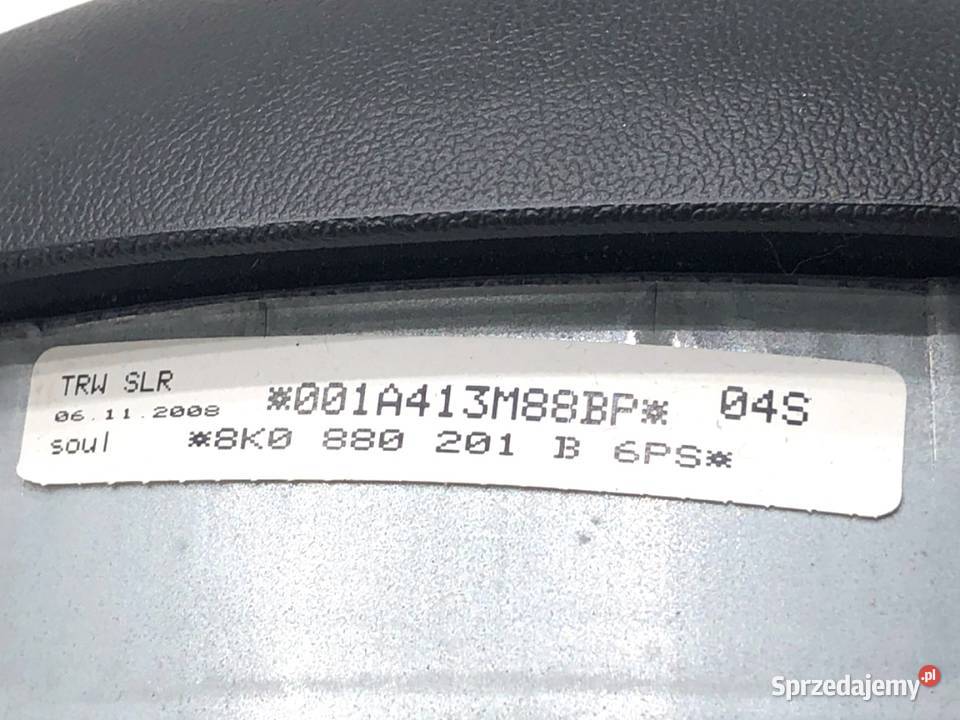 TRW SLR
06.11.2008
*001A413M88BP* 04S
soul *8K0 880 201 B 6PS*
Sprzedajemy.pl